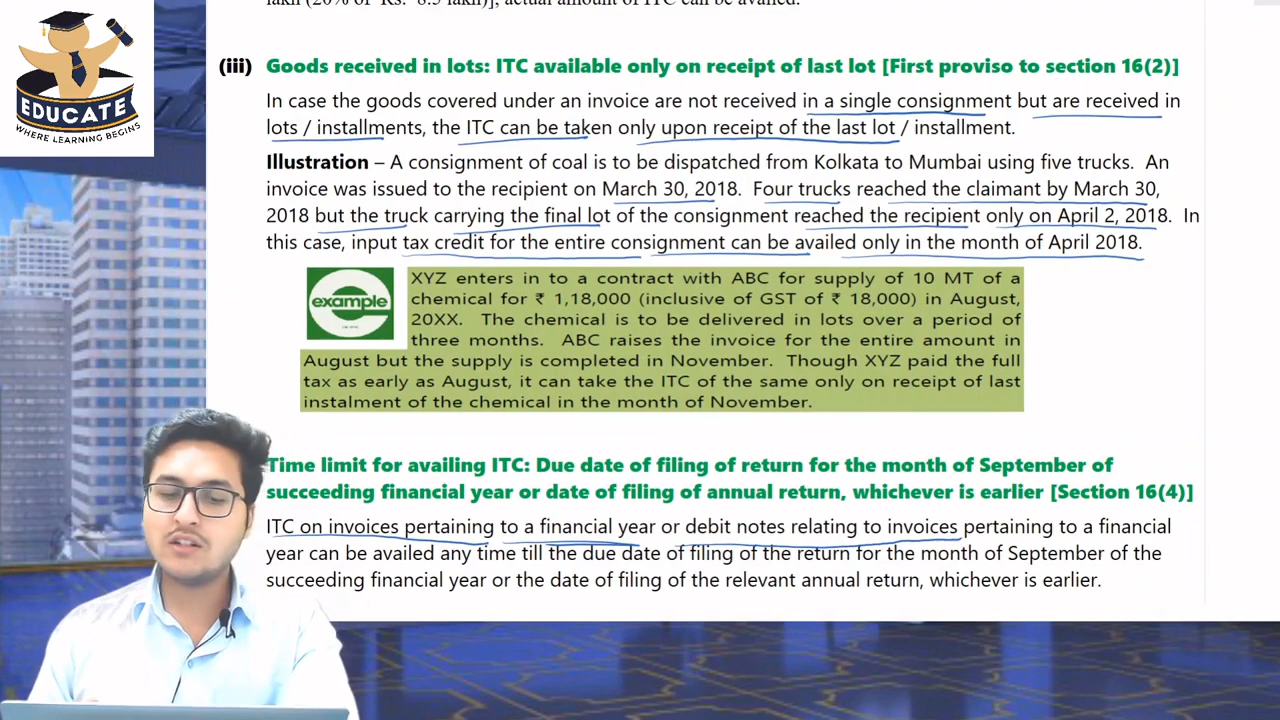 lakh (20% of Rs. 8.5 lakh)], actual amount of ITC can be availed.
EDUCATE
WHERE LEARNING BEGINS
(iii) Goods received in lots: ITC available only on receipt of last lot [First proviso to section 16(2)]
In case the goods covered under an invoice are not received in a single consignment but are received in
lots / installments, the ITC can be taken only upon receipt of the last lot / installment.
Illustration – A consignment of coal is to be dispatched from Kolkata to Mumbai using five trucks. An
invoice was issued to the recipient on March 30, 2018. Four trucks reached the claimant by March 30,
2018 but the truck carrying the final lot of the consignment reached the recipient only on April 2, 2018. In
this case, input tax credit for the entire consignment can be availed only in the month of April 2018.
example
XYZ enters in to a contract with ABC for supply of 10 MT of a
chemical for ₹ 1,18,000 (inclusive of GST of ₹ 18,000) in August,
20XX. The chemical is to be delivered in lots over a period of
three months. ABC raises the invoice for the entire amount in
August but the supply is completed in November. Though XYZ paid the full
tax as early as August, it can take the ITC of the same only on receipt of last
instalment of the chemical in the month of November.
Time limit for availing ITC: Due date of filing of return for the month of September of
succeeding financial year or date of filing of annual return, whichever is earlier [Section 16(4)]
ITC on invoices pertaining to a financial year or debit notes relating to invoices pertaining to a financial
year can be availed any time till the due date of filing of the return for the month of September of the
succeeding financial year or the date of filing of the relevant annual return, whichever is earlier.